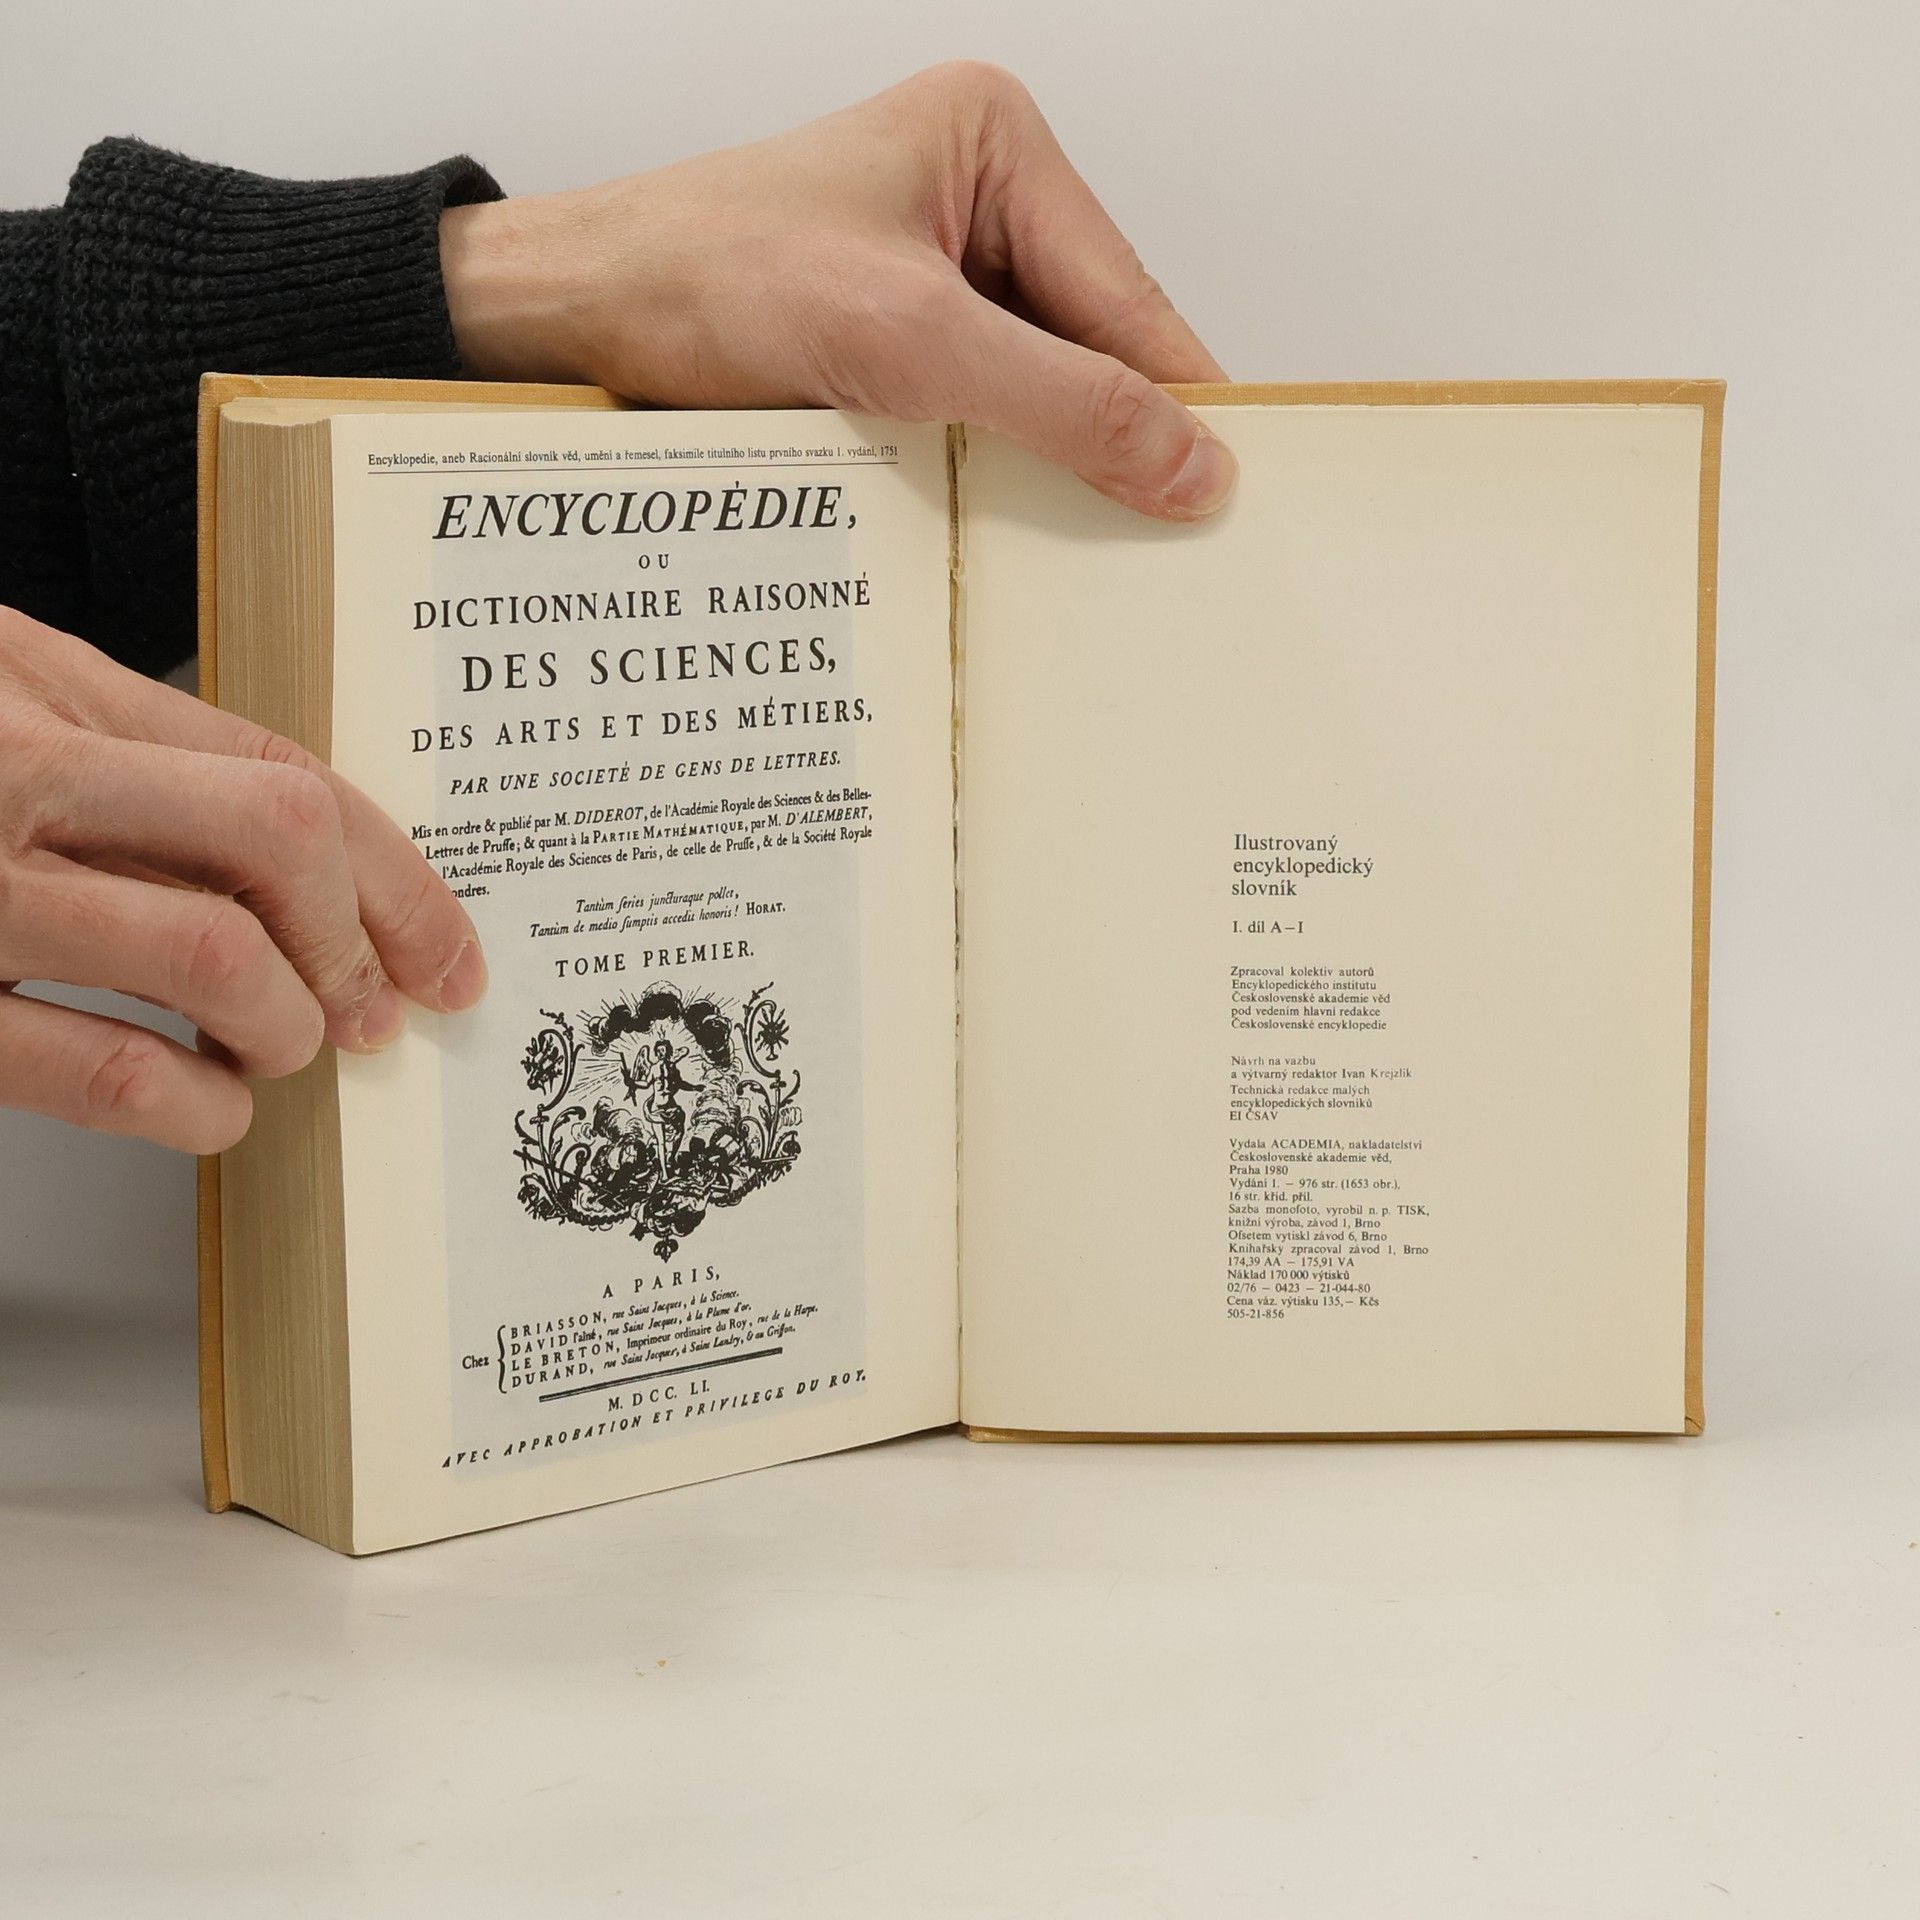 Encyklopedie, aneb Racionální slovník věd, umění a řemesel, faksimile titulního listu prvního svazku 1. vydání, 1751
ENCYCLOPÉDIE,
OU
DICTIONNAIRE RAISONNÉ
DES SCIENCES,
DES ARTS ET DES MÉTIERS,
PAR UNE SOCIETÉ DE GENS DE LETTRES.
Mis en ordre & publié par M. DIDEROT, de l'Académie Royale des Sciences & des Belles-
Lettres de Pruſſe; & quant à la PARTIE MATHÉMATIQUE, par M. D'ALEMBERT,
l'Académie Royale des Sciences de Paris, de celle de Pruſſe, & de la Société Royale
ondres.
Tantùm ſeries juncturaque pollet,
Tantùm de medio ſumptis accedit honoris! HORAT.
TOME PREMIER.
A PARIS,
Chez
BRIASSON, rue Saint Jacques, à la Science.
DAVID l'aîné, rue Saint Jacques, à la Plume d'or.
LE BRETON, Imprimeur ordinaire du Roy, rue de la Harpe.
DURAND, rue Saint Jacques, à Saint Landry, & au Griffon.
M. DCC. LI.
AVEC APPROBATION ET PRIVILEGE DU ROY.
Ilustrovaný
encyklopedický
slovník
I. díl A–I
Zpracoval kolektiv autorů
Encyklopedického institutu
Československé akademie věd
pod vedením hlavní redakce
Československé encyklopedie
Návrh na vazbu
a výtvarný redaktor Ivan Krejzlík
Technická redakce malých
encyklopedických slovníků
EI ČSAV
Vydala ACADEMIA, nakladatelství
Československé akademie věd,
Praha 1980
Vydání 1. – 976 str. (1653 obr.),
16 str. kříd. příl.
Sazba monofoto, vyrobil n. p. TISK,
knižní výroba, závod 1, Brno
Ofsetem vytiskl závod 6, Brno
Knihařsky zpracoval závod 1, Brno
174,39 AA – 175,91 VA
Náklad 170 000 výtisků
02/76 – 0423 – 21-044-80
Cena váz. výtisku 135,– Kčs
505-21-856